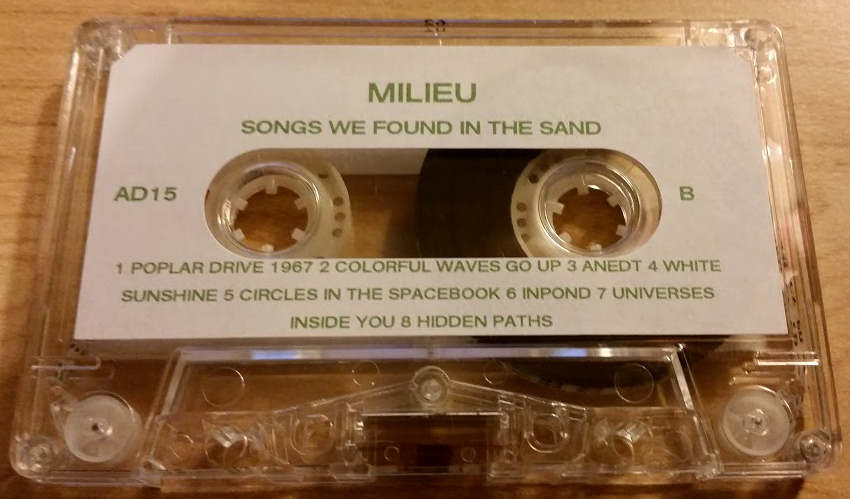 MILIEU
SONGS WE FOUND IN THE SAND
AD15 B
1 POPLAR DRIVE 1967 2 COLORFUL WAVES GO UP 3 ANEDT 4 WHITE
SUNSHINE 5 CIRCLES IN THE SPACEBOOK 6 INPOND 7 UNIVERSES
INSIDE YOU 8 HIDDEN PATHS